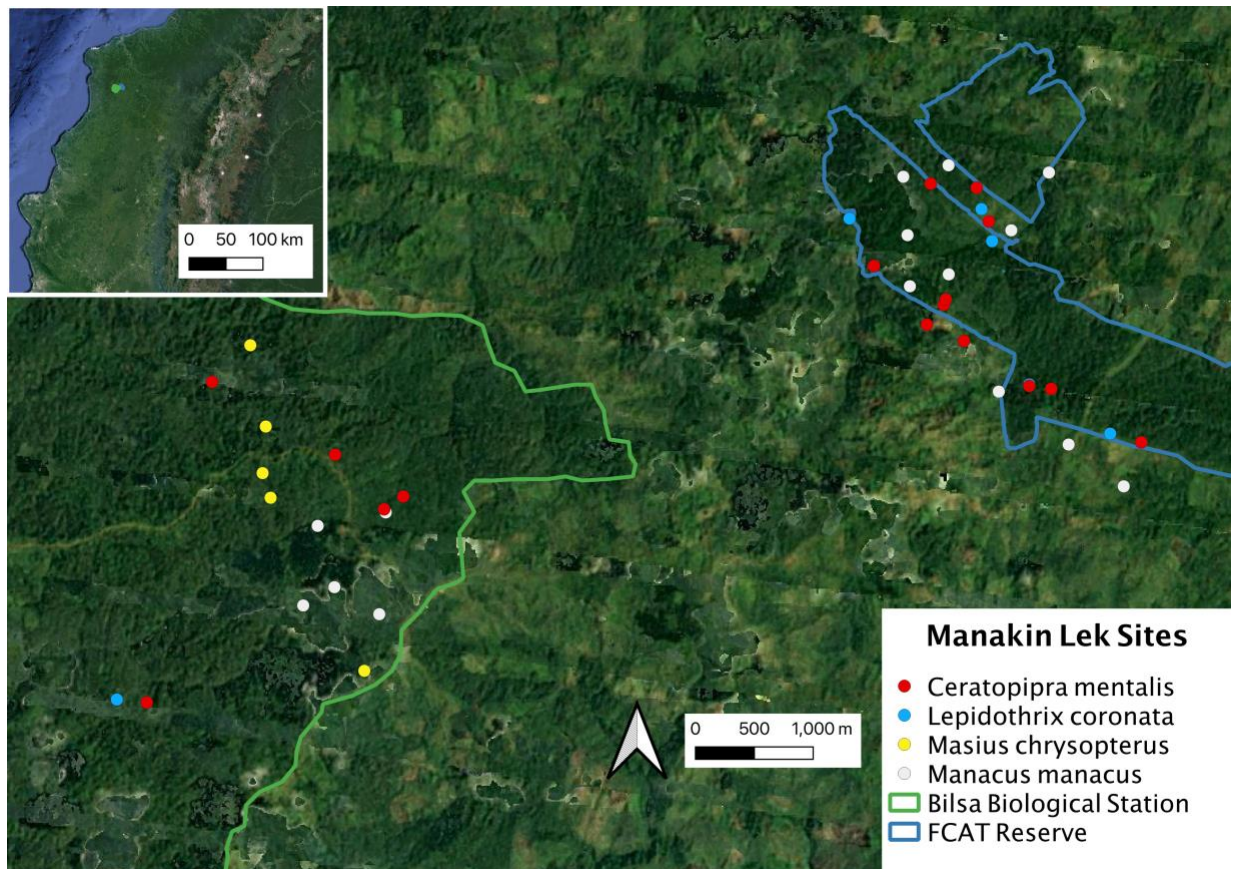 0 50 100 km
0 500 1,000 m
Manakin Lek Sites
Ceratopipra mentalis
Lepidothrix coronata
Masius chrysopterus
Manacus manacus
Bilsa Biological Station
FCAT Reserve